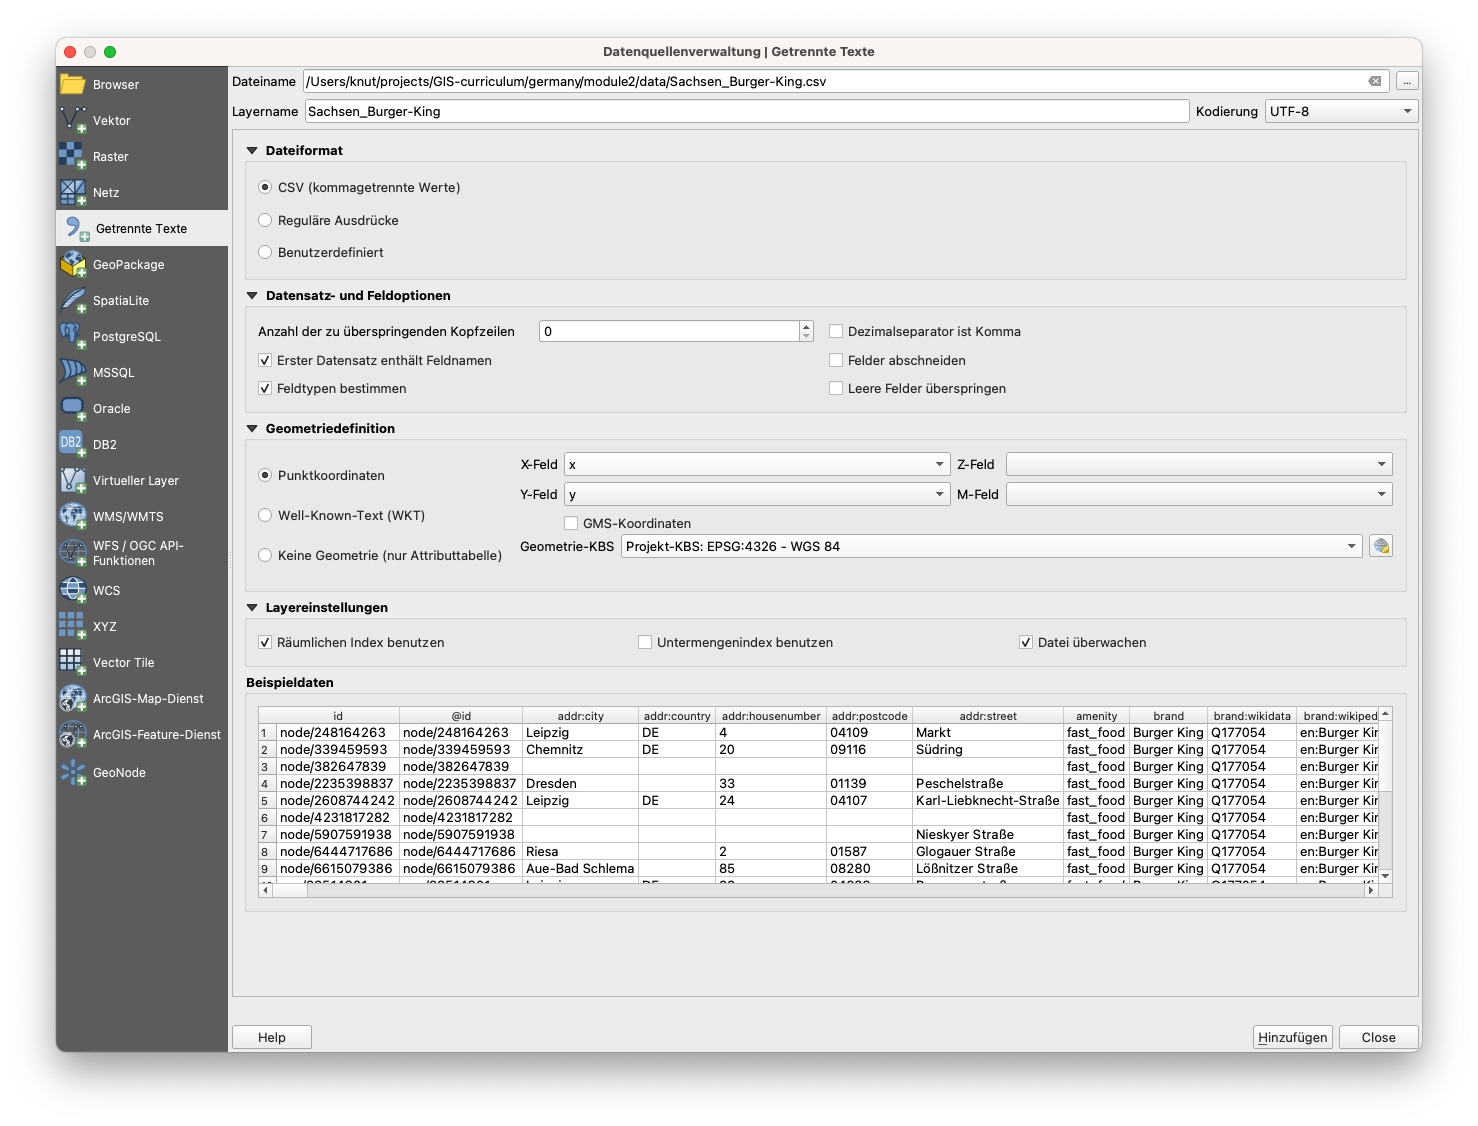 Datenquellenverwaltung | Getrennte Texte
Browser
Vektor
Raster
Netz
Getrennte Texte
GeoPackage
SpatiaLite
PostgreSQL
MSSQL
Oracle
DB2
DB2
Virtueller Layer
WMS/WMTS
WFS / OGC API-
Funktionen
WCS
XYZ
Vector Tile
ArcGIS-Map-Dienst
ArcGIS-Feature-Dienst
GeoNode
Dateiname /Users/knut/projects/GIS-curriculum/germany/module2/data/Sachsen_Burger-King.csv ...
Layername Sachsen_Burger-King Kodierung UTF-8
Dateiformat
CSV (kommagetrennte Werte)
Reguläre Ausdrücke
Benutzerdefiniert
Datensatz- und Feldoptionen
Anzahl der zu überspringenden Kopfzeilen 0 Dezimalseparator ist Komma
Erster Datensatz enthält Feldnamen Felder abschneiden
Feldtypen bestimmen Leere Felder überspringen
Geometriedefinition
Punktkoordinaten
Well-Known-Text (WKT)
Keine Geometrie (nur Attributtabelle)
X-Feld x Z-Feld
Y-Feld y M-Feld
GMS-Koordinaten
Geometrie-KBS Projekt-KBS: EPSG:4326 - WGS 84
Layereinstellungen
Räumlichen Index benutzen Untermengenindex benutzen Datei überwachen
Beispieldaten
id @id addr:city addr:country addr:housenumber addr:postcode addr:street amenity brand brand:wikidata brand:wikiped
1 node/248164263 node/248164263 Leipzig DE 4 04109 Markt fast_food Burger King Q177054 en:Burger Kir
2 node/339459593 node/339459593 Chemnitz DE 20 09116 Südring fast_food Burger King Q177054 en:Burger Kir
3 node/382647839 node/382647839 fast_food Burger King Q177054 en:Burger Kir
4 node/2235398837 node/2235398837 Dresden 33 01139 Peschelstraße fast_food Burger King Q177054 en:Burger Kir
5 node/2608744242 node/2608744242 Leipzig DE 24 04107 Karl-Liebknecht-Straße fast_food Burger King Q177054 en:Burger Kir
6 node/4231817282 node/4231817282 fast_food Burger King Q177054 en:Burger Kir
7 node/5907591938 node/5907591938 Nieskyer Straße fast_food Burger King Q177054 en:Burger Kir
8 node/6444717686 node/6444717686 Riesa 2 01587 Glogauer Straße fast_food Burger King Q177054 en:Burger Kir
9 node/6615079386 node/6615079386 Aue-Bad Schlema 85 08280 Lößnitzer Straße fast_food Burger King Q177054 en:Burger Kir
Help Hinzufügen Close